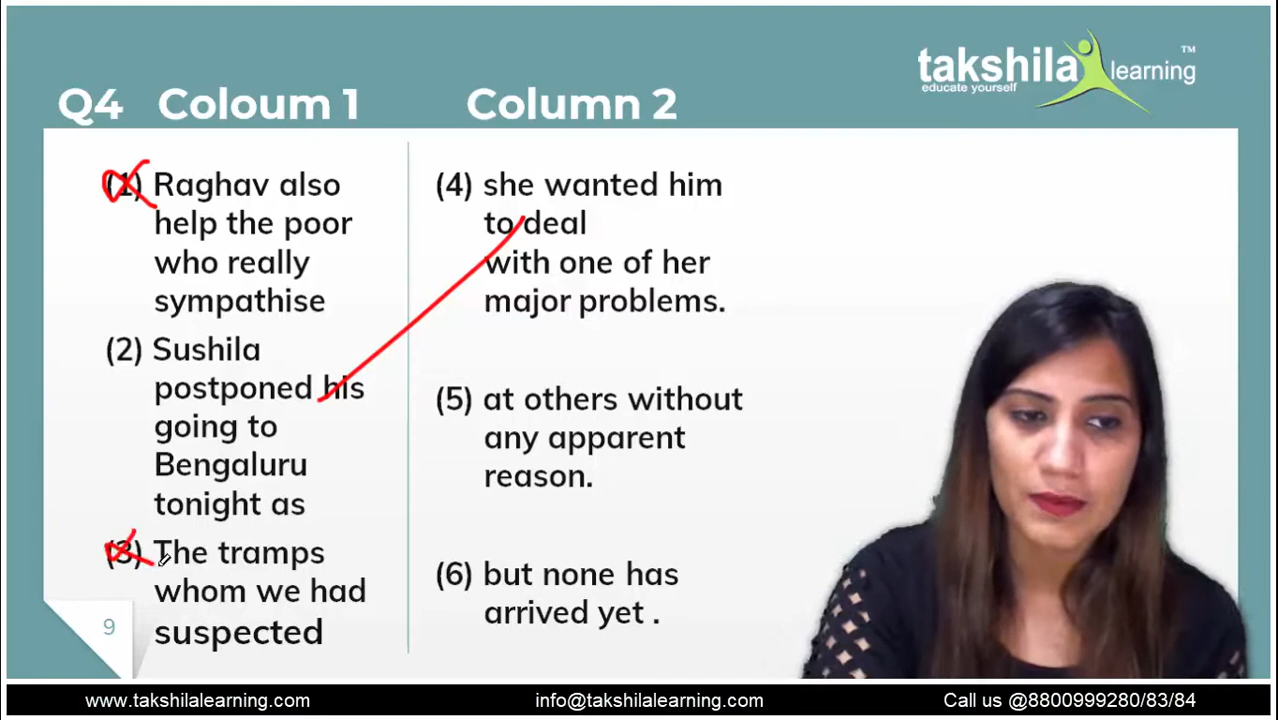 takshila learning ™
educate yourself
Q4 Coloum 1 Column 2
(1) Raghav also
help the poor
who really
sympathise
(2) Sushila
postponed his
going to
Bengaluru
tonight as
(3) The tramps
whom we had
suspected
(4) she wanted him
to deal
with one of her
major problems.
(5) at others without
any apparent
reason.
(6) but none has
arrived yet .
9
www.takshilalearning.com info@takshilalearning.com Call us @8800999280/83/84